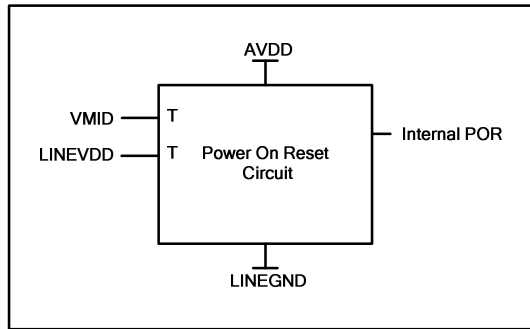 AVDD
VMID
T
Internal POR
LINEVDD
T
Power On Reset
Circuit
LINEGND